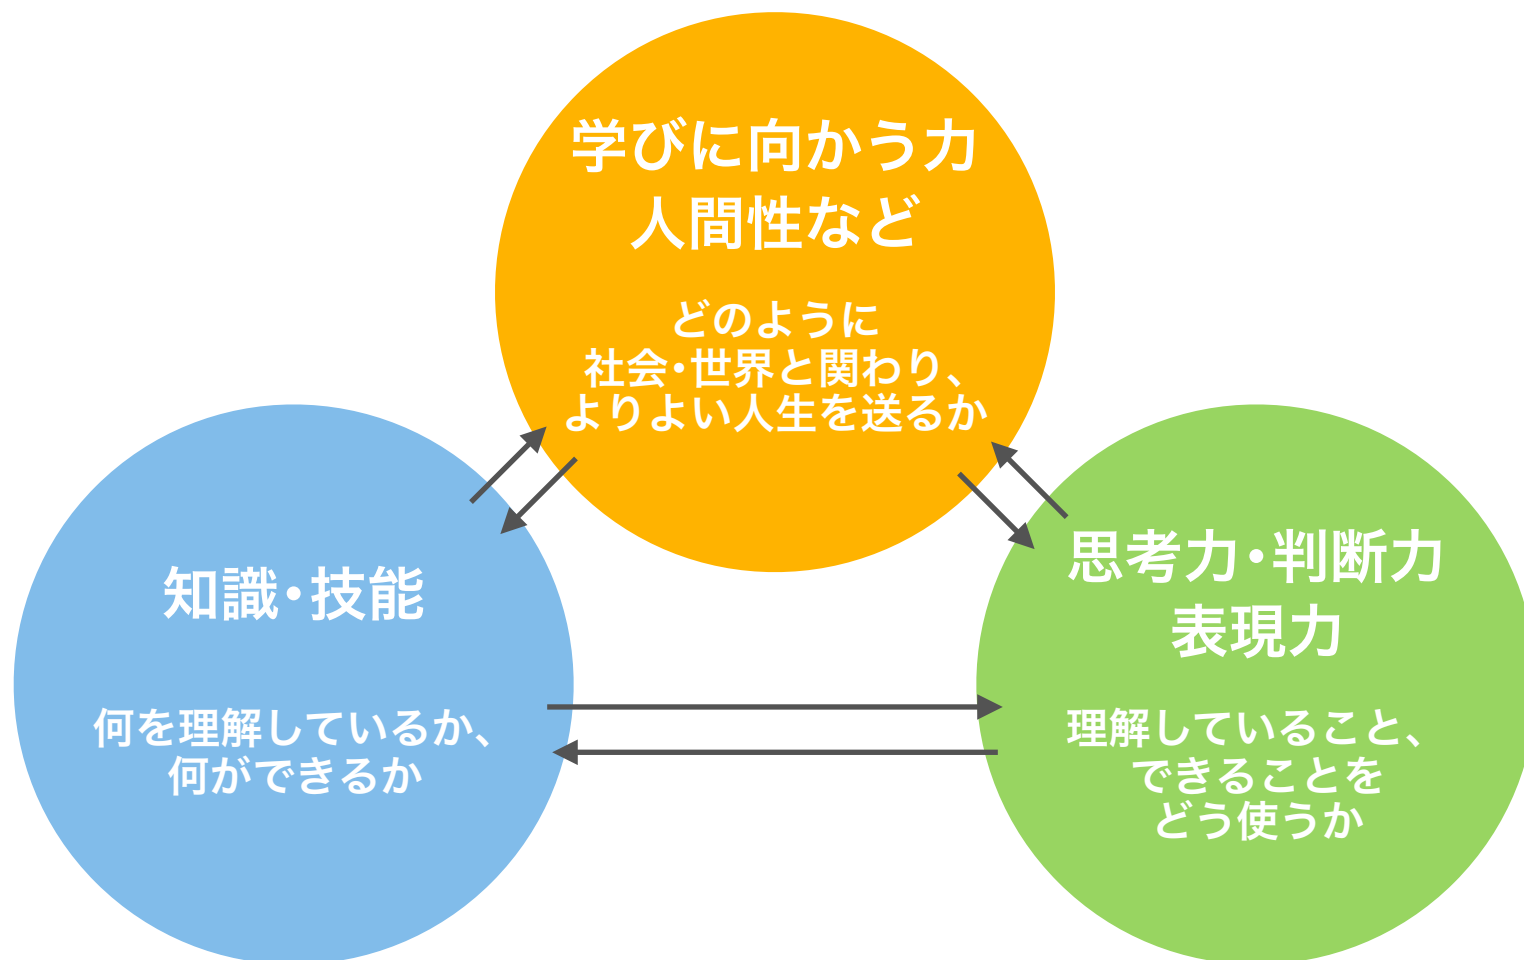 学びに向かう力
人間性など
どのように
社会・世界と関わり、
よりよい人生を送るか
知識・技能
何を理解しているか、
何ができるか
思考力・判断力
表現力
理解していること、
できることを
どう使うか